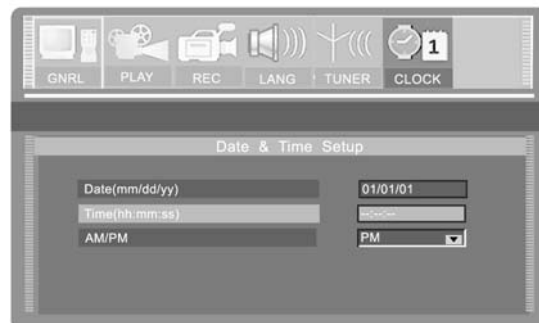 1
GNRL PLAY REC LANG TUNER CLOCK
Date & Time Setup
Date(mm/dd/yy) 01/01/01
Time(hh:mm:ss) --:--:--
AM/PM PM